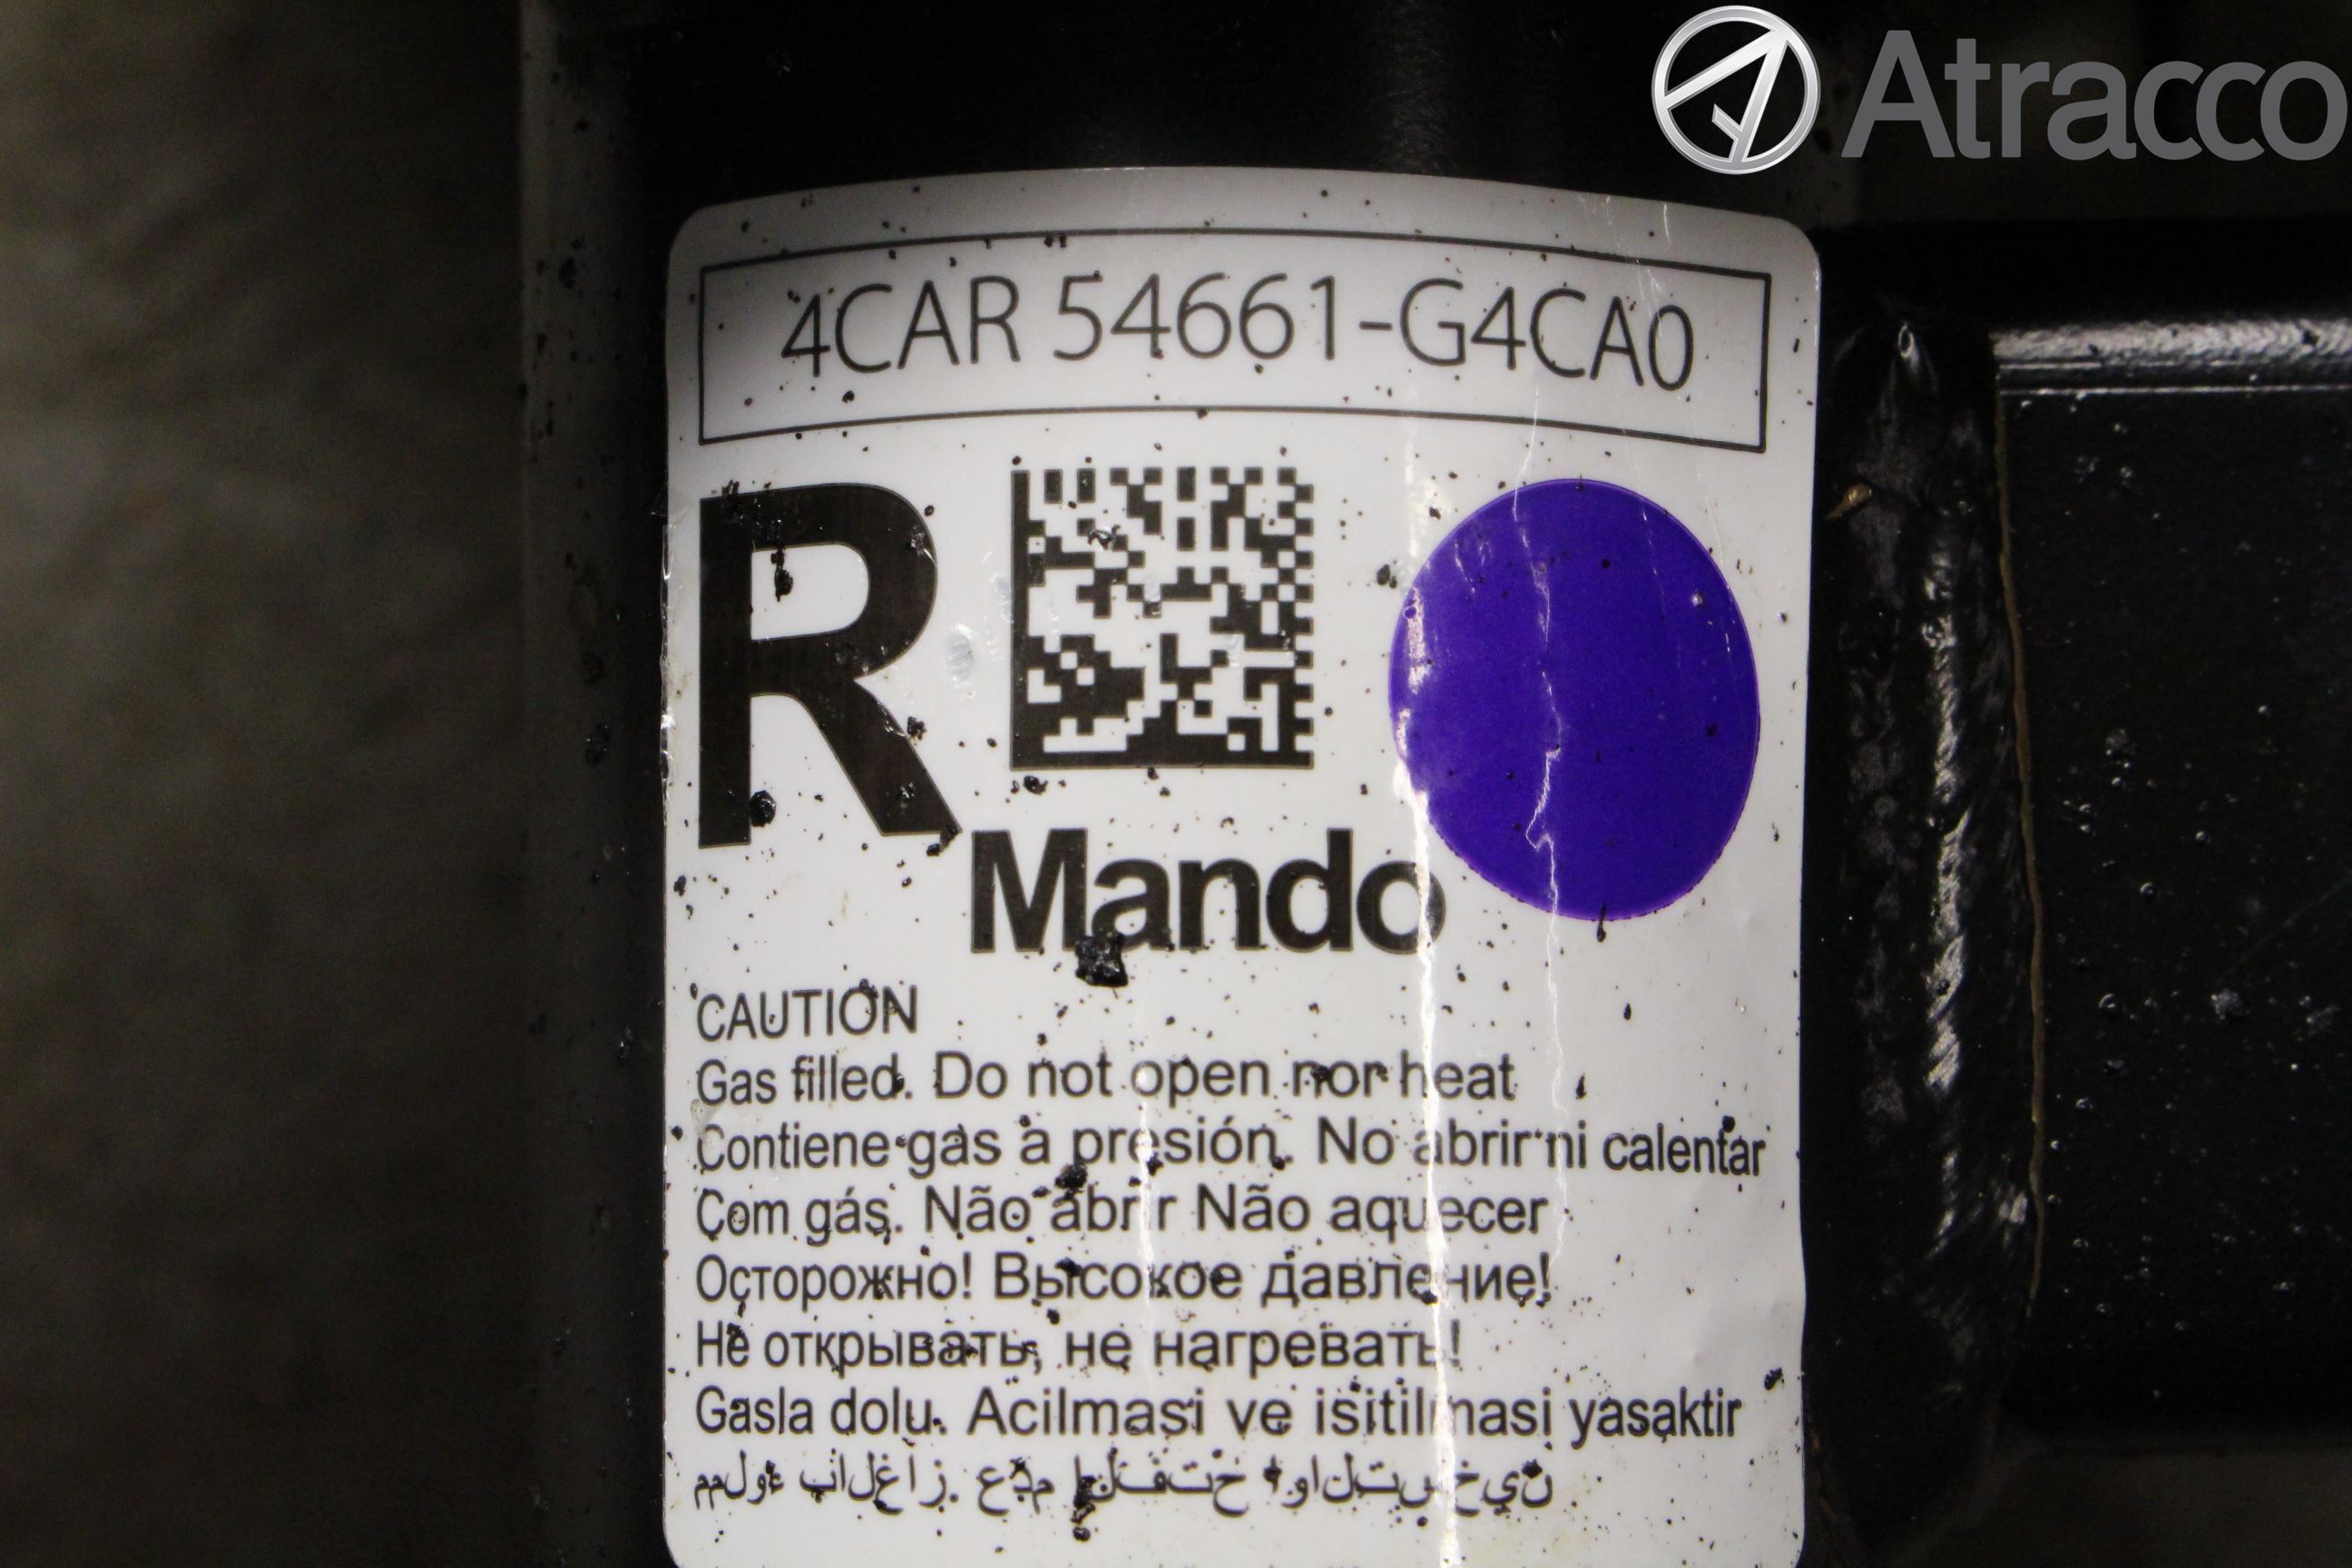 Atracco
4CAR 54661-G4CA0
R
Mando
CAUTION
Gas filled. Do not open nor heat
Contiene gas a presión. No abrir ni calentar
Com gás. Não abrir Não aquecer
Осторожно! Высокое давление!
Не открывать, не нагревать!
Gasla dolu. Acilmasi ve isitilmasi yasaktir